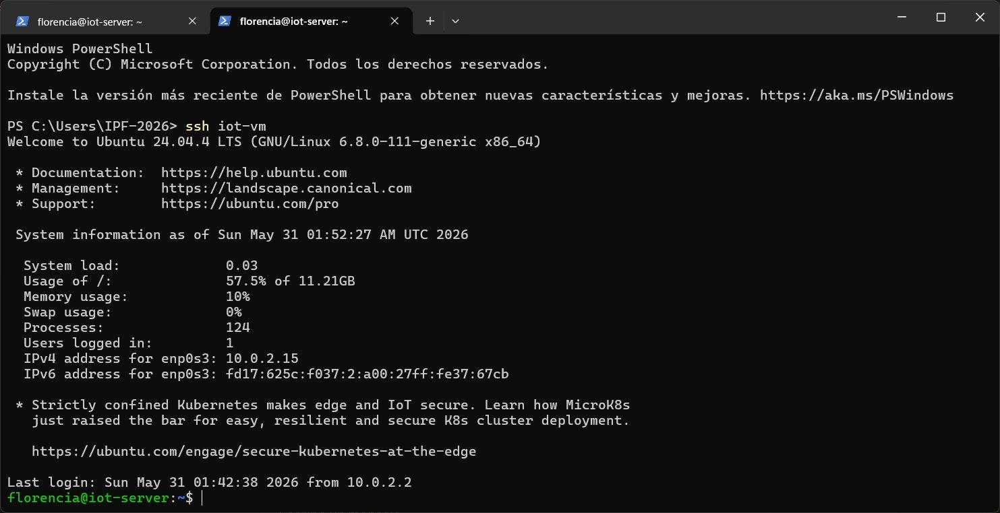 florencia@iot-server: ~
florencia@iot-server: ~
Windows PowerShell
Copyright (C) Microsoft Corporation. Todos los derechos reservados.
Instale la versión más reciente de PowerShell para obtener nuevas características y mejoras. https://aka.ms/PSWindows
PS C:\Users\IPF-2026> ssh iot-vm
Welcome to Ubuntu 24.04.4 LTS (GNU/Linux 6.8.0-111-generic x86_64)
* Documentation:  https://help.ubuntu.com
* Management:     https://landscape.canonical.com
* Support:        https://ubuntu.com/pro
System information as of Sun May 31 01:52:27 AM UTC 2026
System load:             0.03
Usage of /:              57.5% of 11.21GB
Memory usage:            10%
Swap usage:              0%
Processes:               124
Users logged in:         1
IPv4 address for enp0s3: 10.0.2.15
IPv6 address for enp0s3: fd17:625c:f037:2:a00:27ff:fe37:67cb
* Strictly confined Kubernetes makes edge and IoT secure. Learn how MicroK8s
just raised the bar for easy, resilient and secure K8s cluster deployment.
https://ubuntu.com/engage/secure-kubernetes-at-the-edge
Last login: Sun May 31 01:42:38 2026 from 10.0.2.2
florencia@iot-server:~$